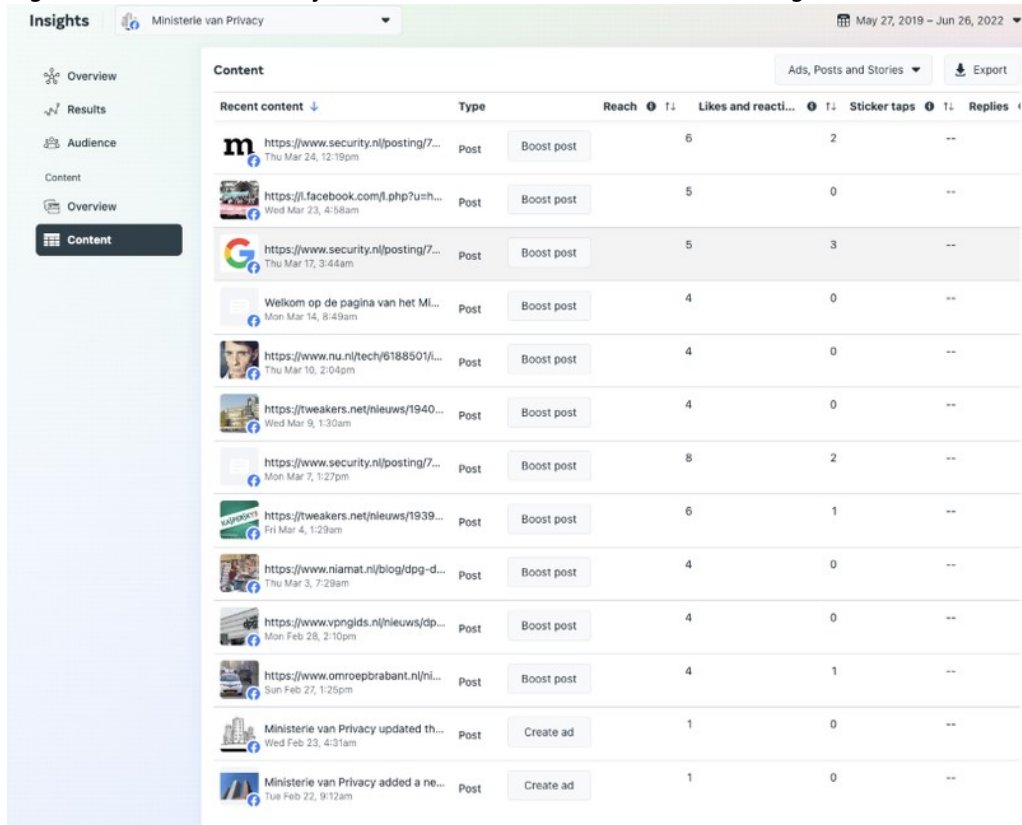 Insights Ministerie van Privacy May 27, 2019 – Jun 26, 2022
Overview
Results
Audience
Content
Overview
Content
Content Ads, Posts and Stories Export
Recent content ↓ Type Reach Likes and reacti... Sticker taps Replies
m https://www.security.nl/posting/7... Post Boost post 6 2 --
Thu Mar 24, 12:19pm
https://l.facebook.com/l.php?u=h... Post Boost post 5 0 --
Wed Mar 23, 4:58am
https://www.security.nl/posting/7... Post Boost post 5 3 --
Thu Mar 17, 3:44am
Welkom op de pagina van het Mi... Post Boost post 4 0 --
Mon Mar 14, 8:49am
https://www.nu.nl/tech/6188501/i... Post Boost post 4 0 --
Thu Mar 10, 2:04pm
https://tweakers.net/nieuws/1940... Post Boost post 4 0 --
Wed Mar 9, 1:30am
https://www.security.nl/posting/7... Post Boost post 8 2 --
Mon Mar 7, 1:27pm
https://tweakers.net/nieuws/1939... Post Boost post 6 1 --
Fri Mar 4, 1:29am
https://www.niamat.nl/blog/dpg-d... Post Boost post 4 0 --
Thu Mar 3, 7:29am
https://www.vpngids.nl/nieuws/dp... Post Boost post 4 0 --
Mon Feb 28, 2:10pm
https://www.omroepbrabant.nl/ni... Post Boost post 4 1 --
Sun Feb 27, 1:25pm
Ministerie van Privacy updated th... Post Create ad 1 0 --
Wed Feb 23, 4:31am
Ministerie van Privacy added a ne... Post Create ad 1 0 --
Tue Feb 22, 9:12am